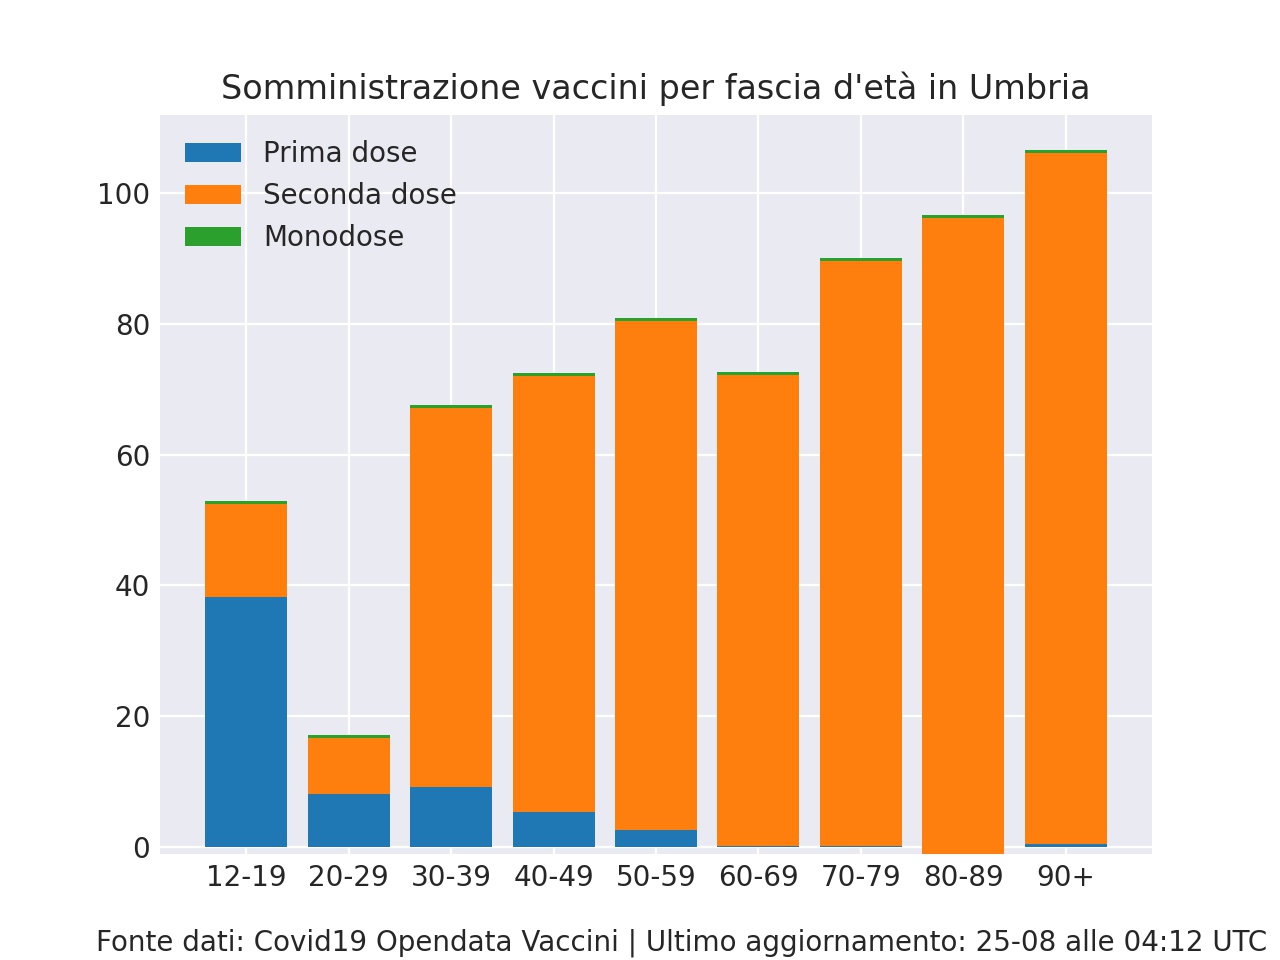 Somministrazione vaccini per fascia d'età in Umbria
Prima dose
Seconda dose
Monodose
100
80
60
40
20
0
12-19 20-29 30-39 40-49 50-59 60-69 70-79 80-89 90+
Fonte dati: Covid19 Opendata Vaccini | Ultimo aggiornamento: 25-08 alle 04:12 UTC